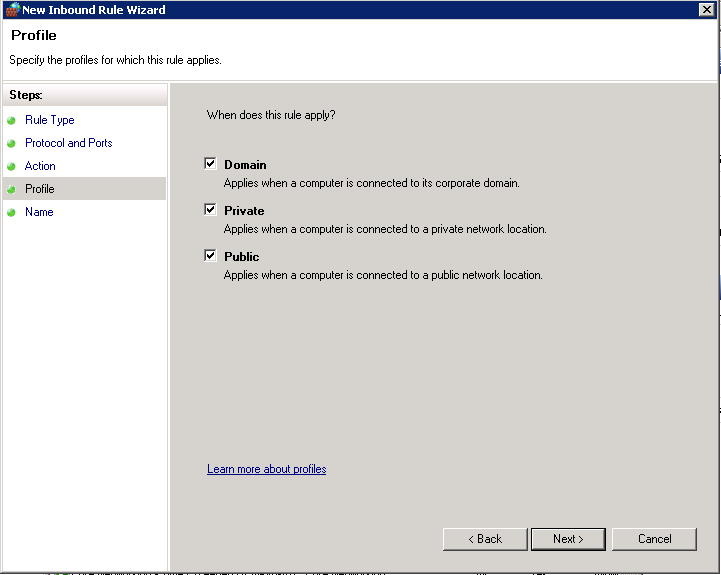 New Inbound Rule Wizard
Profile
Specify the profiles for which this rule applies.
Steps:
Rule Type
Protocol and Ports
Action
Profile
Name
When does this rule apply?
Domain
Applies when a computer is connected to its corporate domain.
Private
Applies when a computer is connected to a private network location.
Public
Applies when a computer is connected to a public network location.
Learn more about profiles
< Back
Next >
Cancel